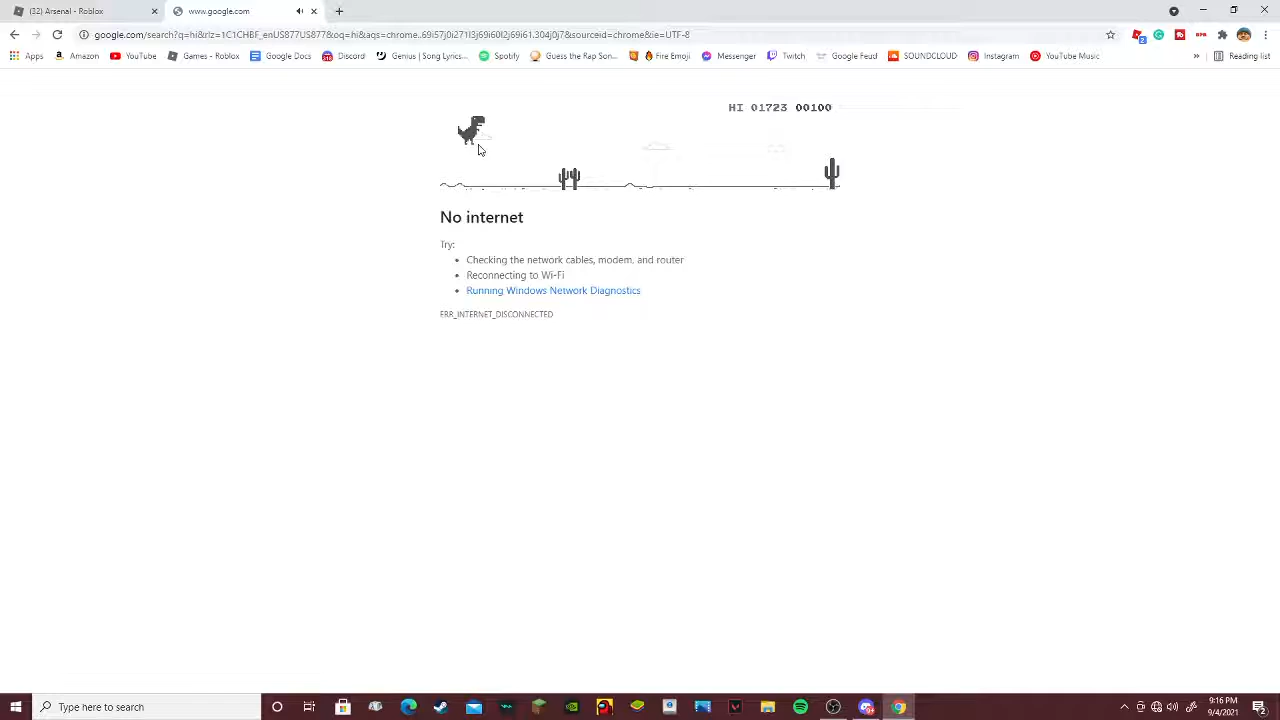 (32) Arsenal - Roblox
www.google.com
google.com/search?q=hi&rlz=1C1CHBF_enUS877US877&oq=hi&aqs=chrome..69i57j0i271l3j69i60l2j69i61.304j0j7&sourceid=chrome&ie=UTF-8
Apps Amazon YouTube Games - Roblox Google Docs Discord Genius | Song Lyrics... Spotify Guess the Rap Son... Fire Emoji Messenger Twitch Google Feud SOUNDCLOUD Instagram YouTube Music » Reading list
HI 01723 00100
No internet
Try:
• Checking the network cables, modem, and router
• Reconnecting to Wi-Fi
• Running Windows Network Diagnostics
ERR_INTERNET_DISCONNECTED
Type here to search
9:16 PM
9/4/2021